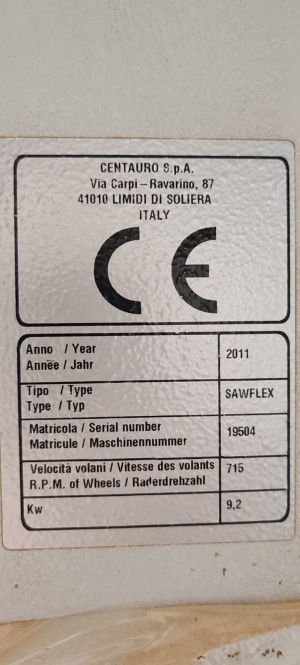 CENTAURO S.p.A.
Via Carpi – Ravarino, 87
41010 LIMIDI DI SOLIERA
ITALY
CE
Anno / Year
Année / Jahr
2011
Tipo / Type
Type / Typ
SAWFLEX
Matricola / Serial number
Matricule / Maschinennummer
19504
Velocità volani / Vitesse des volants
R.P.M. of Wheels / Raderdrehzahl
715
Kw
9,2